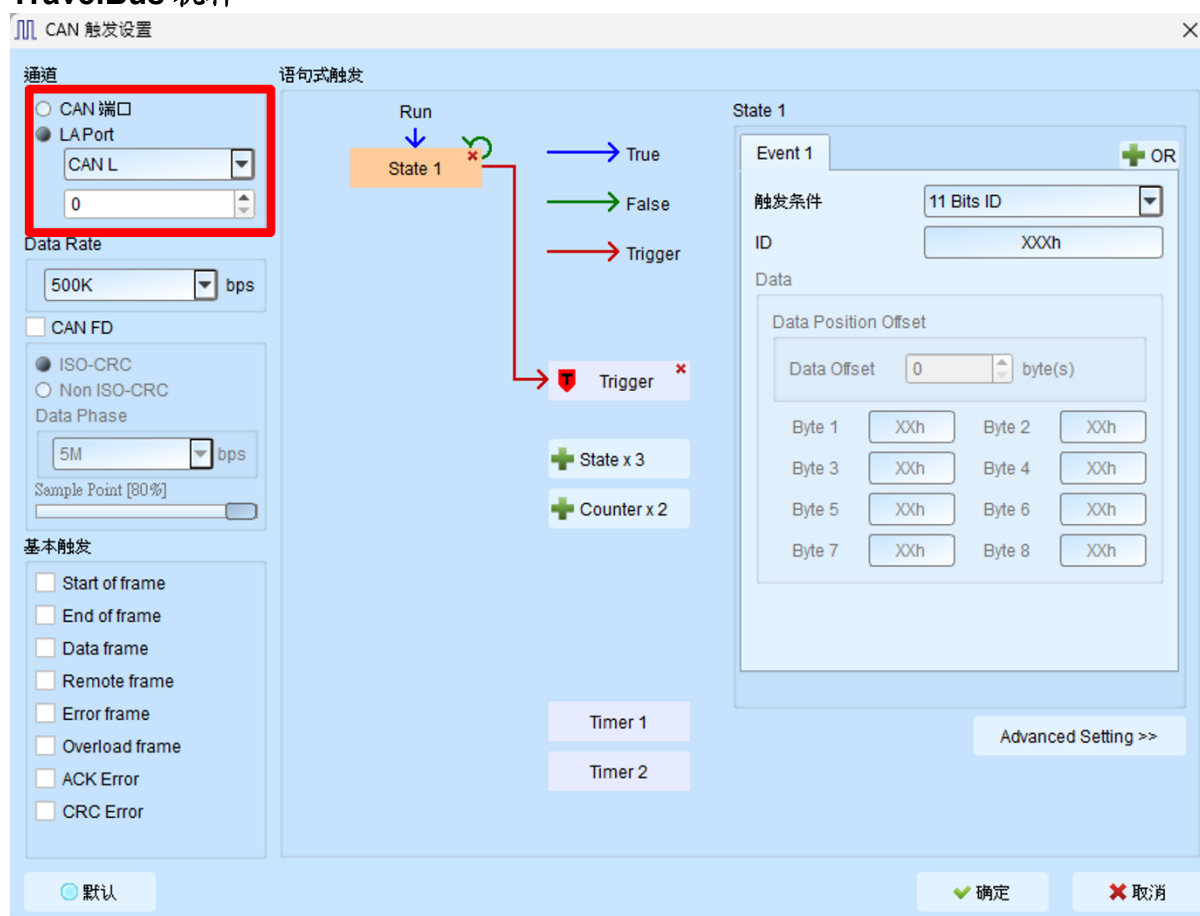 TravelBus 软件
CAN 触发设置
通道
CAN 端口
LA Port
CAN L
0
Data Rate
500K bps
CAN FD
ISO-CRC
Non ISO-CRC
Data Phase
5M bps
Sample Point [80%]
基本触发
Start of frame
End of frame
Data frame
Remote frame
Error frame
Overload frame
ACK Error
CRC Error
默认
语句式触发
Run
State 1
True
False
Trigger
T Trigger
State x 3
Counter x 2
Timer 1
Timer 2
State 1
Event 1
OR
触发条件 11 Bits ID
ID XXXh
Data
Data Position Offset
Data Offset 0 byte(s)
Byte 1 XXh Byte 2 XXh
Byte 3 XXh Byte 4 XXh
Byte 5 XXh Byte 6 XXh
Byte 7 XXh Byte 8 XXh
Advanced Setting >>
确定
取消